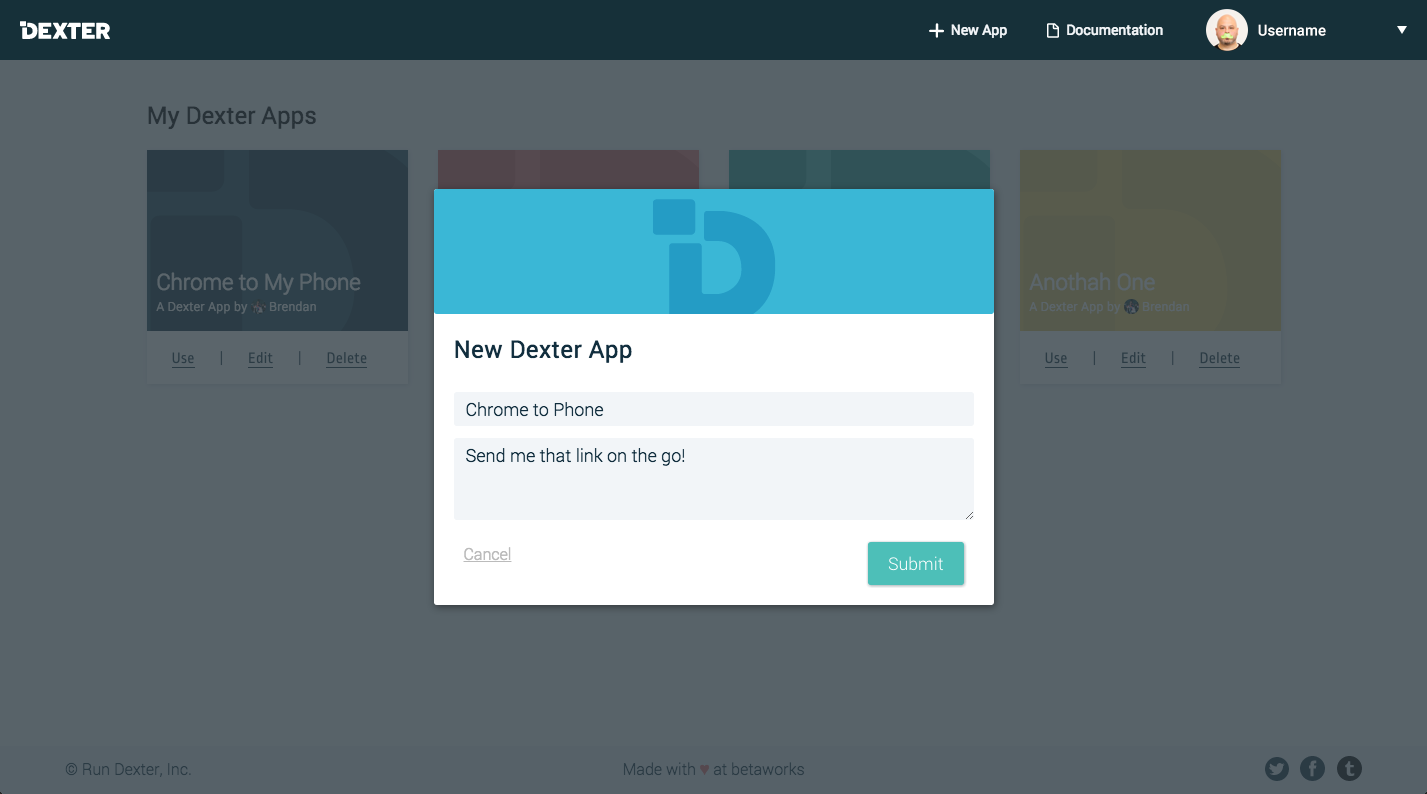 DEXTER
New App
Documentation
Username
My Dexter Apps
Chrome to My Phone
A Dexter App by Brendan
Use | Edit | Delete
Anothah One
A Dexter App by Brendan
Use | Edit | Delete
New Dexter App
Chrome to Phone
Send me that link on the go!
Cancel
Submit
© Run Dexter, Inc.
Made with ♥ at betaworks